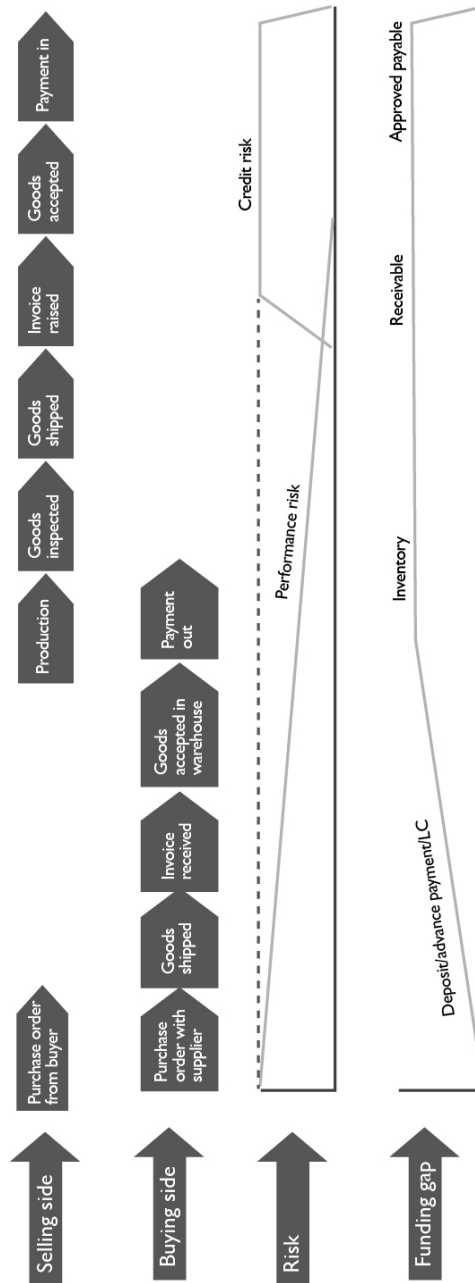 Selling side
Purchase order
from buyer
Production
Goods
inspected
Goods
shipped
Invoice
raised
Goods
accepted
Payment in
Buying side
Purchase
order with
supplier
Goods
shipped
Invoice
received
Goods
accepted in
warehouse
Payment
out
Risk
Performance risk
Credit risk
Funding gap
Deposit/advance payment/LC
Inventory
Receivable
Approved payable